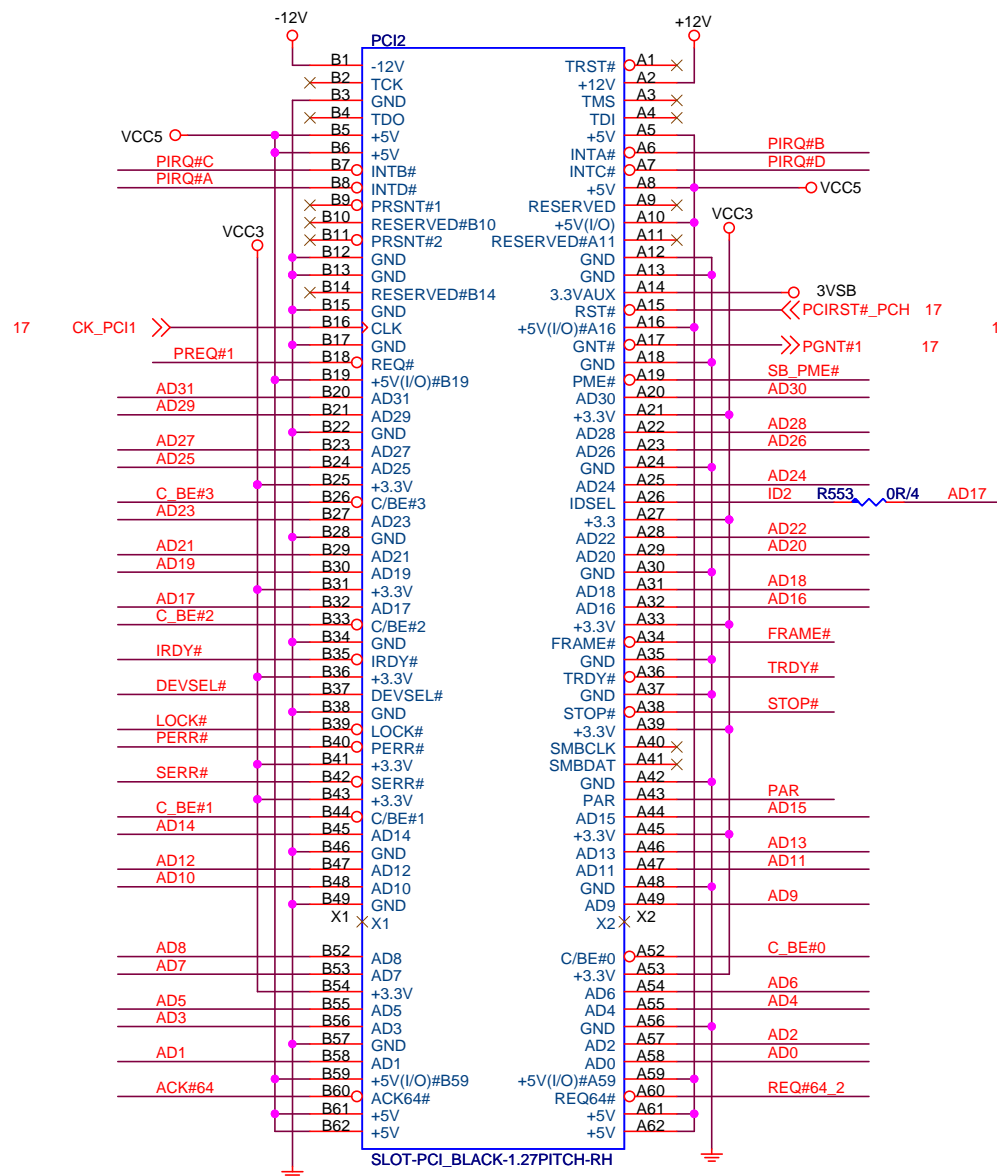 -12V +12V
PCI2
B1 -12V TRST# A1
B2 TCK +12V A2
B3 GND TMS A3
B4 TDO TDI A4
VCC5 B5 +5V +5V A5
B6 +5V INTA# A6 PIRQ#B
PIRQ#C B7 INTB# INTC# A7 PIRQ#D
PIRQ#A B8 INTD# +5V A8 VCC5
B9 PRSNT#1 RESERVED A9
B10 RESERVED#B10 +5V(I/O) A10
VCC3 B11 PRSNT#2 RESERVED#A11 A11 VCC3
B12 GND GND A12
B13 GND GND A13
B14 RESERVED#B14 3.3VAUX A14 3VSB
B15 GND RST# A15 PCIRST#_PCH 17
17 CK_PCI1 B16 CLK +5V(I/O)#A16 A16 1
B17 GND GNT# A17 PGNT#1 17
PREQ#1 B18 REQ# GND A18
B19 +5V(I/O)#B19 PME# A19 SB_PME#
AD31 B20 AD31 AD30 A20 AD30
AD29 B21 AD29 +3.3V A21
B22 GND AD28 A22 AD28
AD27 B23 AD27 AD26 A23 AD26
AD25 B24 AD25 GND A24
B25 +3.3V AD24 A25 AD24
C_BE#3 B26 C/BE#3 IDSEL A26 ID2 R553 0R/4 AD17
AD23 B27 AD23 +3.3 A27
B28 GND AD22 A28 AD22
AD21 B29 AD21 AD20 A29 AD20
AD19 B30 AD19 GND A30
B31 +3.3V AD18 A31 AD18
AD17 B32 AD17 AD16 A32 AD16
C_BE#2 B33 C/BE#2 +3.3V A33
B34 GND FRAME# A34 FRAME#
IRDY# B35 IRDY# GND A35
B36 +3.3V TRDY# A36 TRDY#
DEVSEL# B37 DEVSEL# GND A37
B38 GND STOP# A38 STOP#
LOCK# B39 LOCK# +3.3V A39
PERR# B40 PERR# SMBCLK A40
B41 +3.3V SMBDAT A41
SERR# B42 SERR# GND A42
B43 +3.3V PAR A43 PAR
C_BE#1 B44 C/BE#1 AD15 A44 AD15
AD14 B45 AD14 +3.3V A45
B46 GND AD13 A46 AD13
AD12 B47 AD12 AD11 A47 AD11
AD10 B48 AD10 GND A48
B49 GND AD9 A49 AD9
X1 X1 X2 X2
AD8 B52 AD8 C/BE#0 A52 C_BE#0
AD7 B53 AD7 +3.3V A53
B54 +3.3V AD6 A54 AD6
AD5 B55 AD5 AD4 A55 AD4
AD3 B56 AD3 GND A56
B57 GND AD2 A57 AD2
AD1 B58 AD1 AD0 A58 AD0
B59 +5V(I/O)#B59 +5V(I/O)#A59 A59
ACK#64 B60 ACK64# REQ64# A60 REQ#64_2
B61 +5V +5V A61
B62 +5V +5V A62
SLOT-PCI_BLACK-1.27PITCH-RH